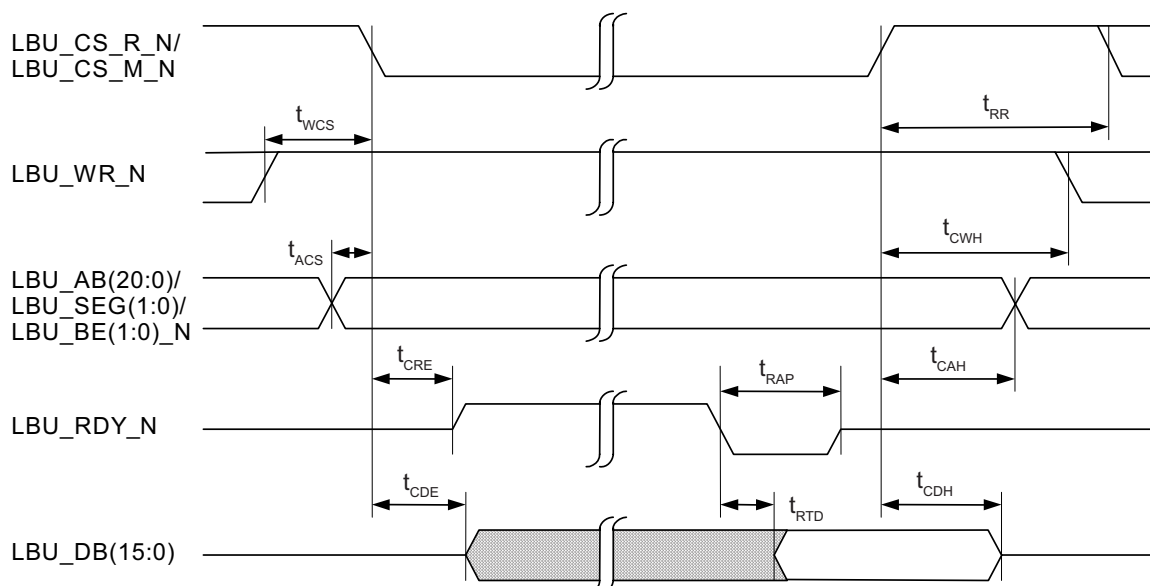 LBU_CS_R_N/
LBU_CS_M_N
tRR
tWCS
LBU_WR_N
tCWH
tACS
LBU_AB(20:0)/
LBU_SEG(1:0)/
LBU_BE(1:0)_N
tCRE
tRAP
tCAH
LBU_RDY_N
tCDE
tCDH
tRTD
LBU_DB(15:0)